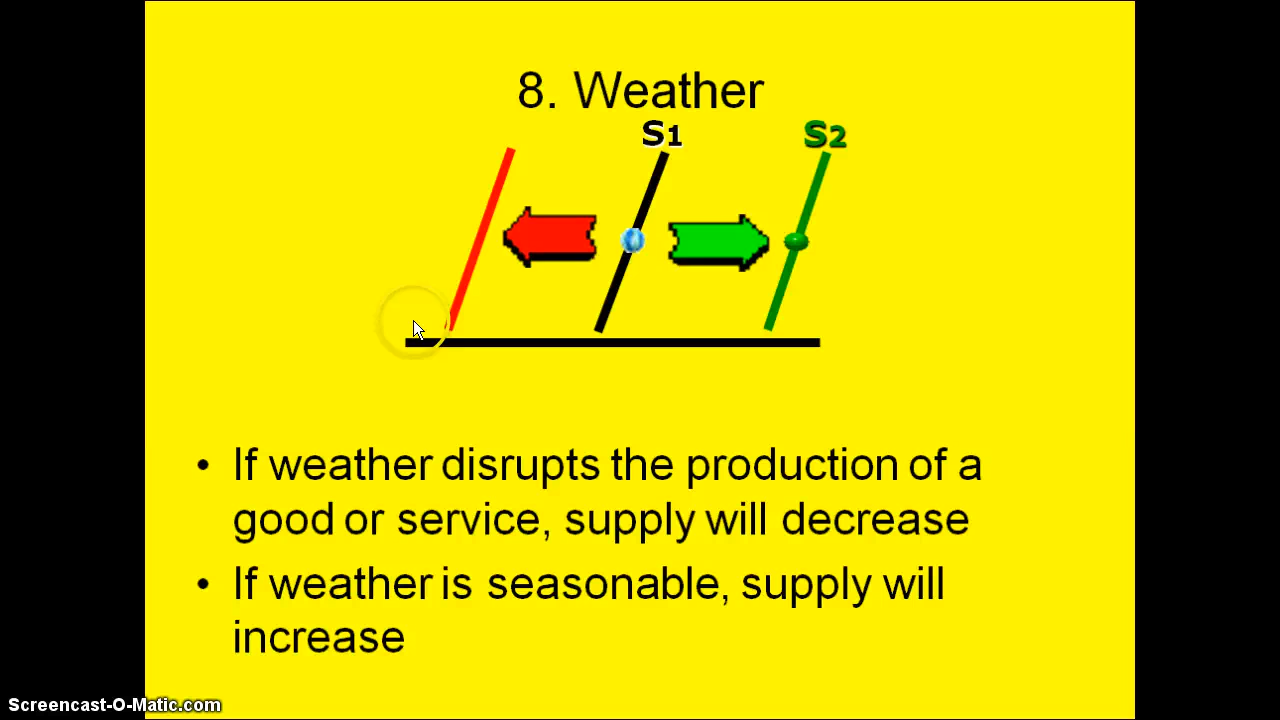 8. Weather
S1
S2
• If weather disrupts the production of a
good or service, supply will decrease
• If weather is seasonable, supply will
increase
Screencast-O-Matic.com